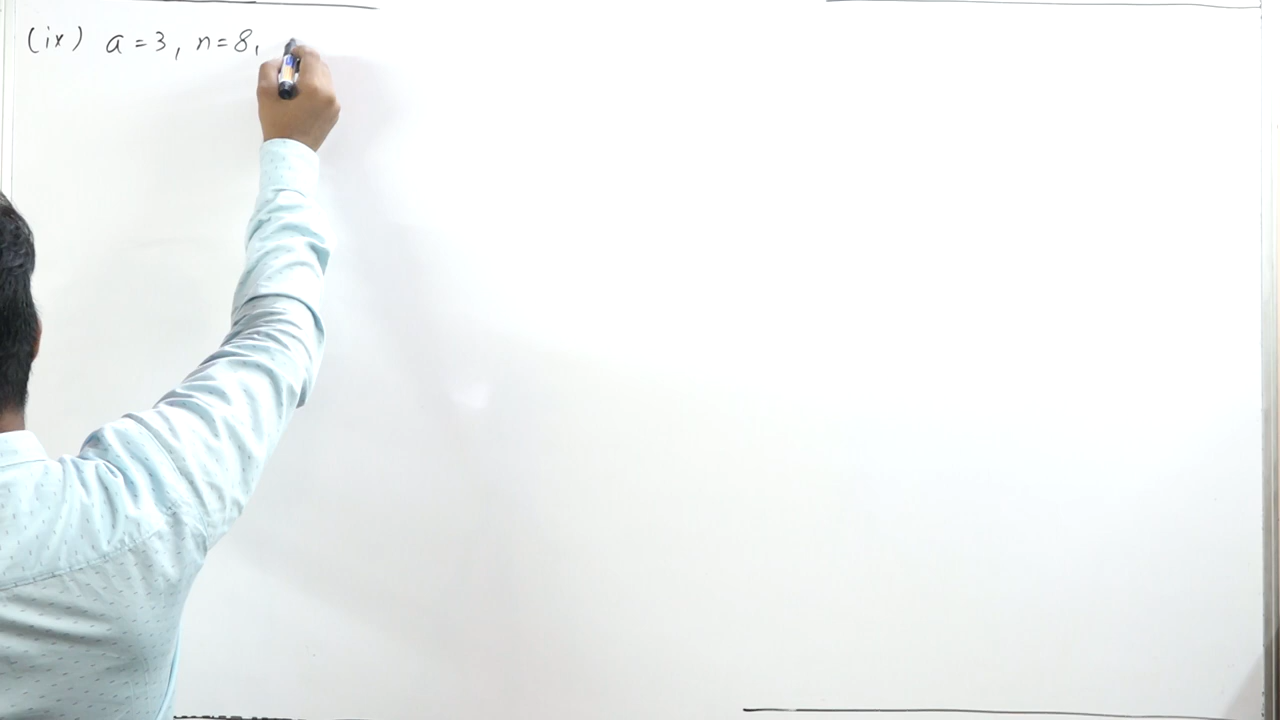 (ix) a = 3, n = 8,